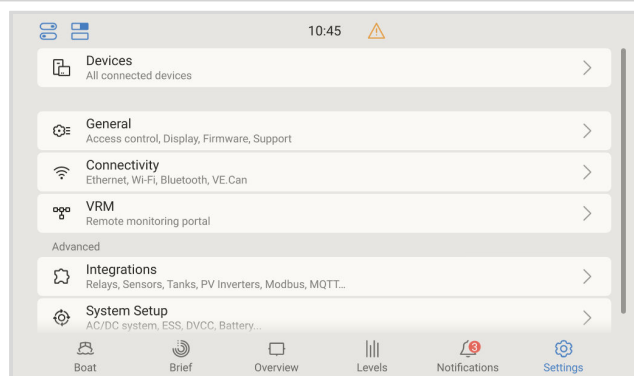 10:45
Devices
All connected devices
General
Access control, Display, Firmware, Support
Connectivity
Ethernet, Wi-Fi, Bluetooth, VE.Can
VRM
Remote monitoring portal
Advanced
Integrations
Relays, Sensors, Tanks, PV Inverters, Modbus, MQTT...
System Setup
AC/DC system, ESS, DVCC, Battery...
3
Boat Brief Overview Levels Notifications Settings